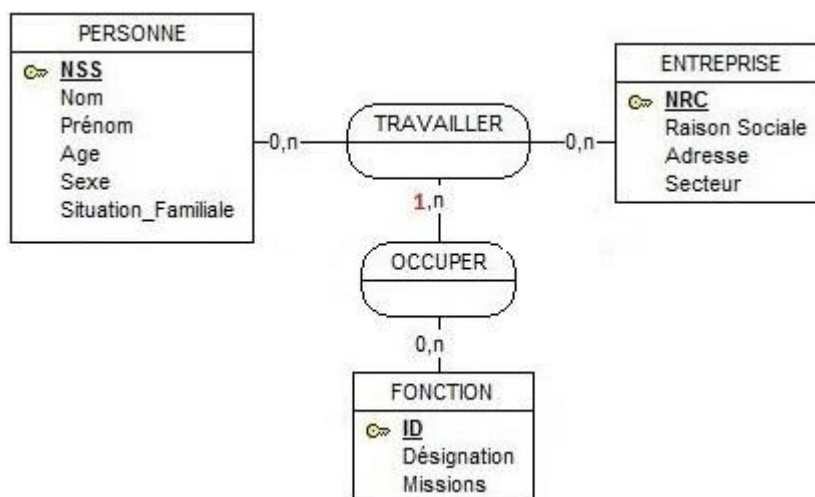 PERSONNE
NSS
Nom
Prénom
Age
Sexe
Situation_Familiale
0,n
TRAVAILLER
0,n
ENTREPRISE
NRC
Raison Sociale
Adresse
Secteur
1,n
OCCUPER
0,n
FONCTION
ID
Désignation
Missions